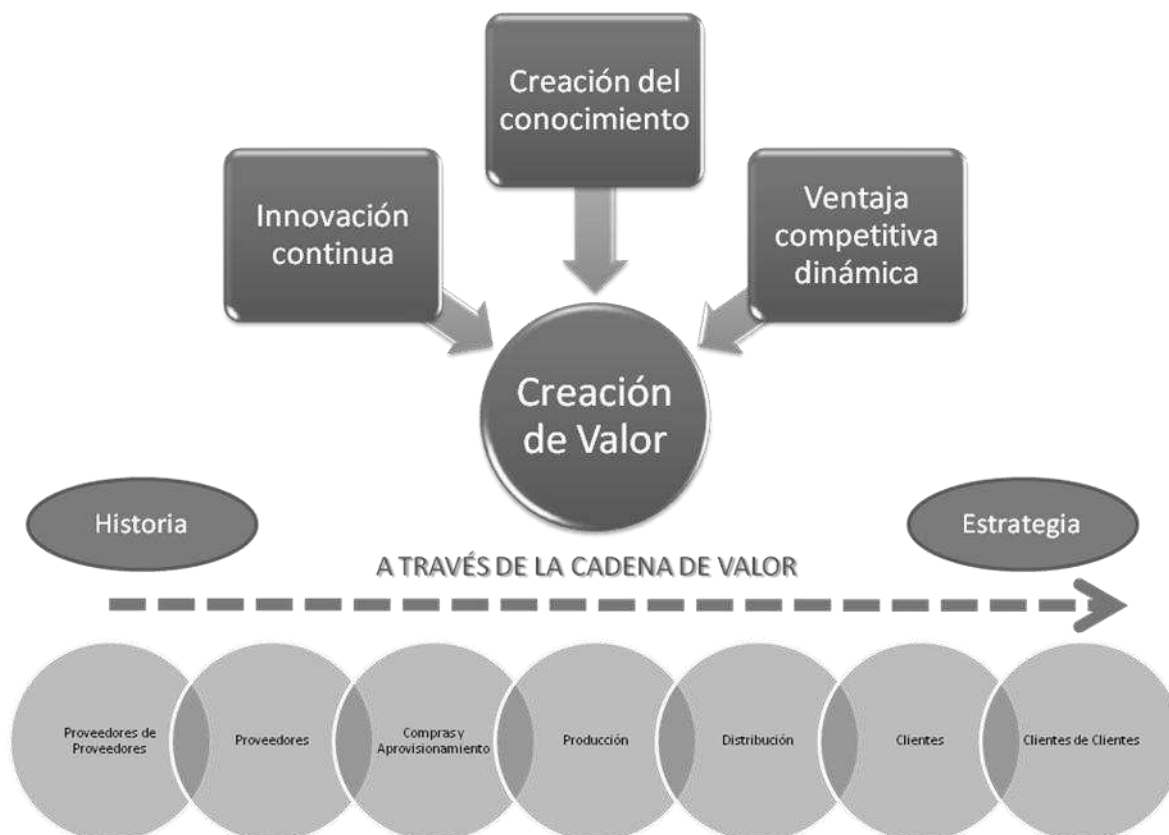 Creación del
conocimiento
Innovación
continua
Ventaja
competitiva
dinámica
Creación
de Valor
Historia
Estrategia
A TRAVÉS DE LA CADENA DE VALOR
Proveedores de
Proveedores
Proveedores
Compras y
Aprovisionamiento
Producción
Distribución
Clientes
Clientes de Clientes